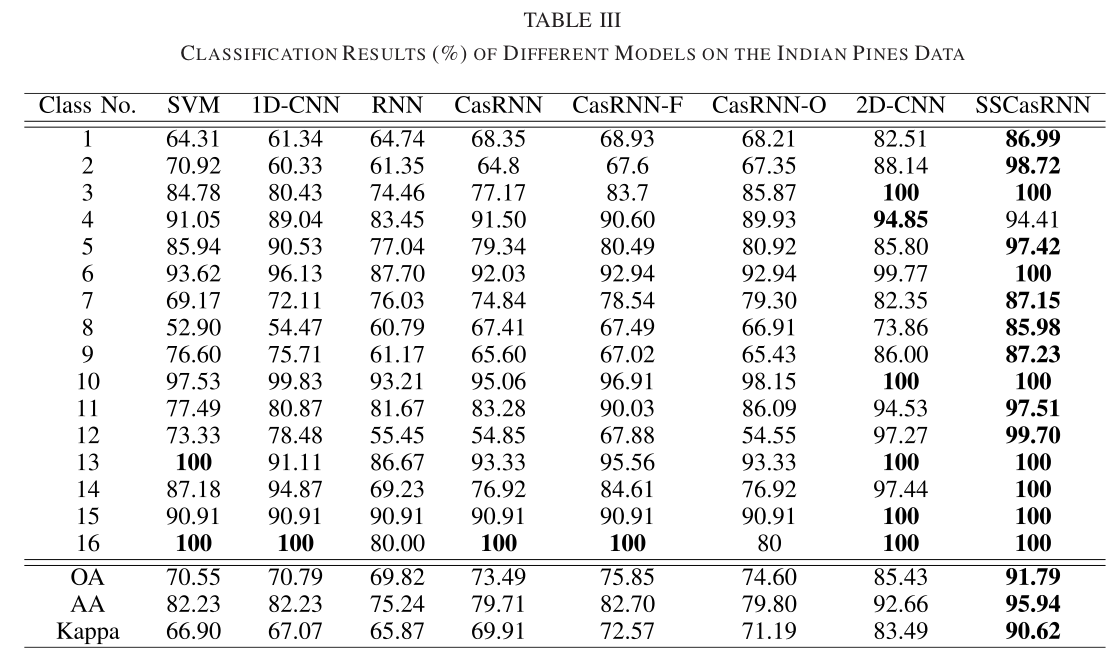 TABLE III
CLASSIFICATION RESULTS (%) OF DIFFERENT MODELS ON THE INDIAN PINES DATA
Class No. SVM 1D-CNN RNN CasRNN CasRNN-F CasRNN-O 2D-CNN SSCasRNN
1 64.31 61.34 64.74 68.35 68.93 68.21 82.51 86.99
2 70.92 60.33 61.35 64.8 67.6 67.35 88.14 98.72
3 84.78 80.43 74.46 77.17 83.7 85.87 100 100
4 91.05 89.04 83.45 91.50 90.60 89.93 94.85 94.41
5 85.94 90.53 77.04 79.34 80.49 80.92 85.80 97.42
6 93.62 96.13 87.70 92.03 92.94 92.94 99.77 100
7 69.17 72.11 76.03 74.84 78.54 79.30 82.35 87.15
8 52.90 54.47 60.79 67.41 67.49 66.91 73.86 85.98
9 76.60 75.71 61.17 65.60 67.02 65.43 86.00 87.23
10 97.53 99.83 93.21 95.06 96.91 98.15 100 100
11 77.49 80.87 81.67 83.28 90.03 86.09 94.53 97.51
12 73.33 78.48 55.45 54.85 67.88 54.55 97.27 99.70
13 100 91.11 86.67 93.33 95.56 93.33 100 100
14 87.18 94.87 69.23 76.92 84.61 76.92 97.44 100
15 90.91 90.91 90.91 90.91 90.91 90.91 100 100
16 100 100 80.00 100 100 80 100 100
OA 70.55 70.79 69.82 73.49 75.85 74.60 85.43 91.79
AA 82.23 82.23 75.24 79.71 82.70 79.80 92.66 95.94
Kappa 66.90 67.07 65.87 69.91 72.57 71.19 83.49 90.62